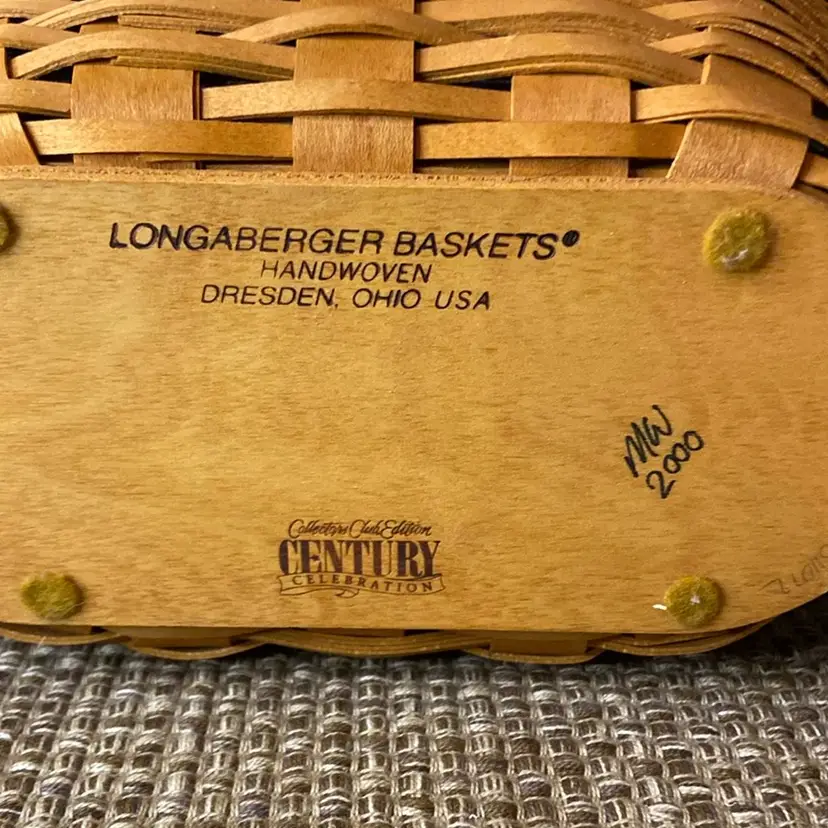 LONGABERGER BASKETS®
HANDWOVEN
DRESDEN, OHIO USA
MW
2000
Collectors Club Edition
CENTURY
CELEBRATION